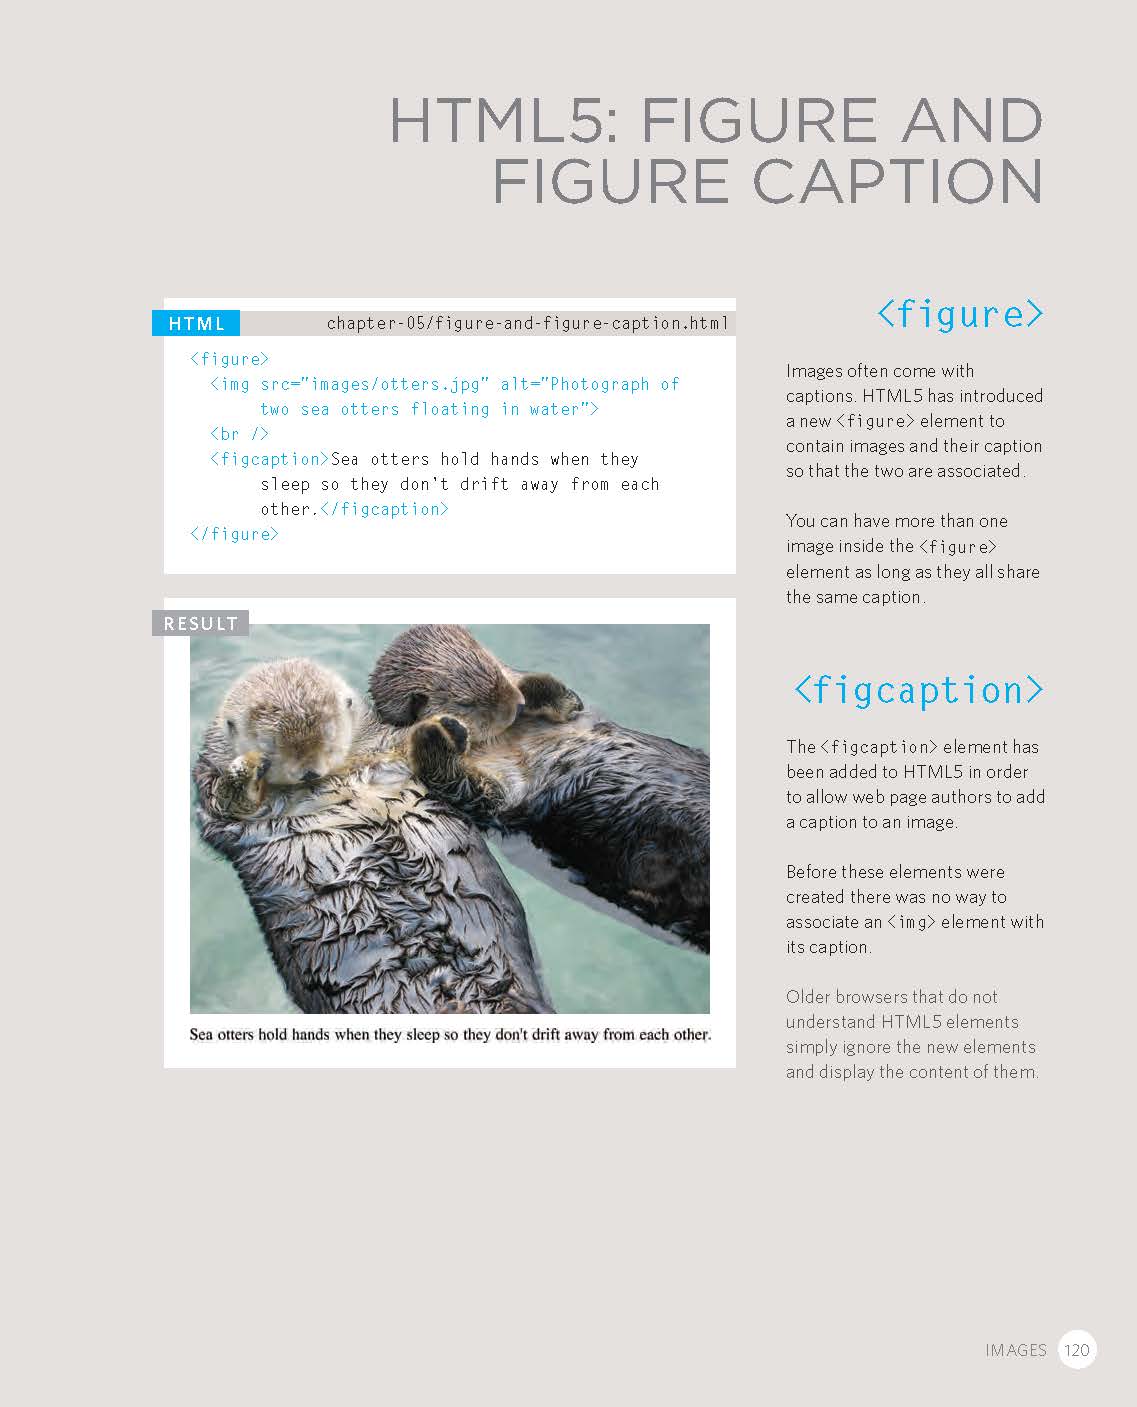 HTML5: FIGURE AND
FIGURE CAPTION
HTML
chapter-05/figure-and-figure-caption.html
<figure>
<img src="images/otters.jpg" alt="Photograph of
two sea otters floating in water">
<br />
<figcaption>Sea otters hold hands when they
sleep so they don't drift away from each
other.</figcaption>
</figure>
RESULT
Sea otters hold hands when they sleep so they don't drift away from each other.
<figure>
Images often come with
captions. HTML5 has introduced
a new <figure> element to
contain images and their caption
so that the two are associated.
You can have more than one
image inside the <figure>
element as long as they all share
the same caption.
<figcaption>
The <figcaption> element has
been added to HTML5 in order
to allow web page authors to add
a caption to an image.
Before these elements were
created there was no way to
associate an <img> element with
its caption.
Older browsers that do not
understand HTML5 elements
simply ignore the new elements
and display the content of them.
IMAGES 120